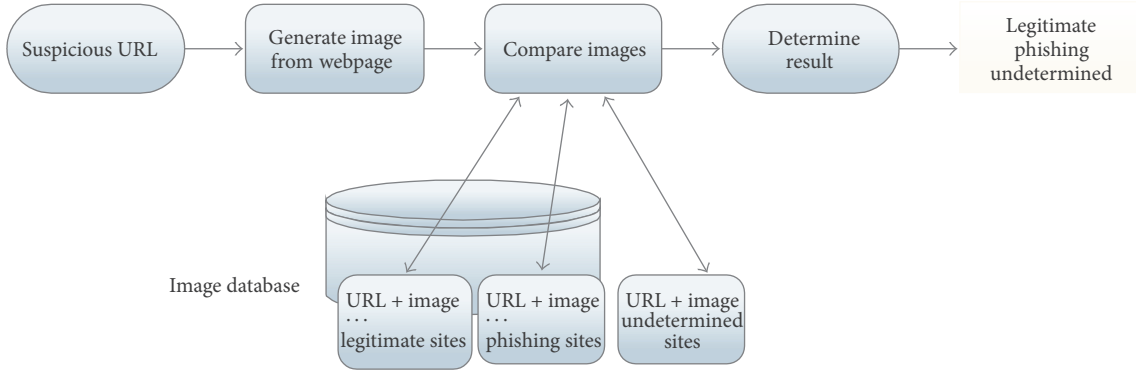 Suspicious URL
Generate image
from webpage
Compare images
Determine
result
Legitimate
phishing
undetermined
Image database
URL + image
...
legitimate sites
URL + image
...
phishing sites
URL + image
undetermined
sites